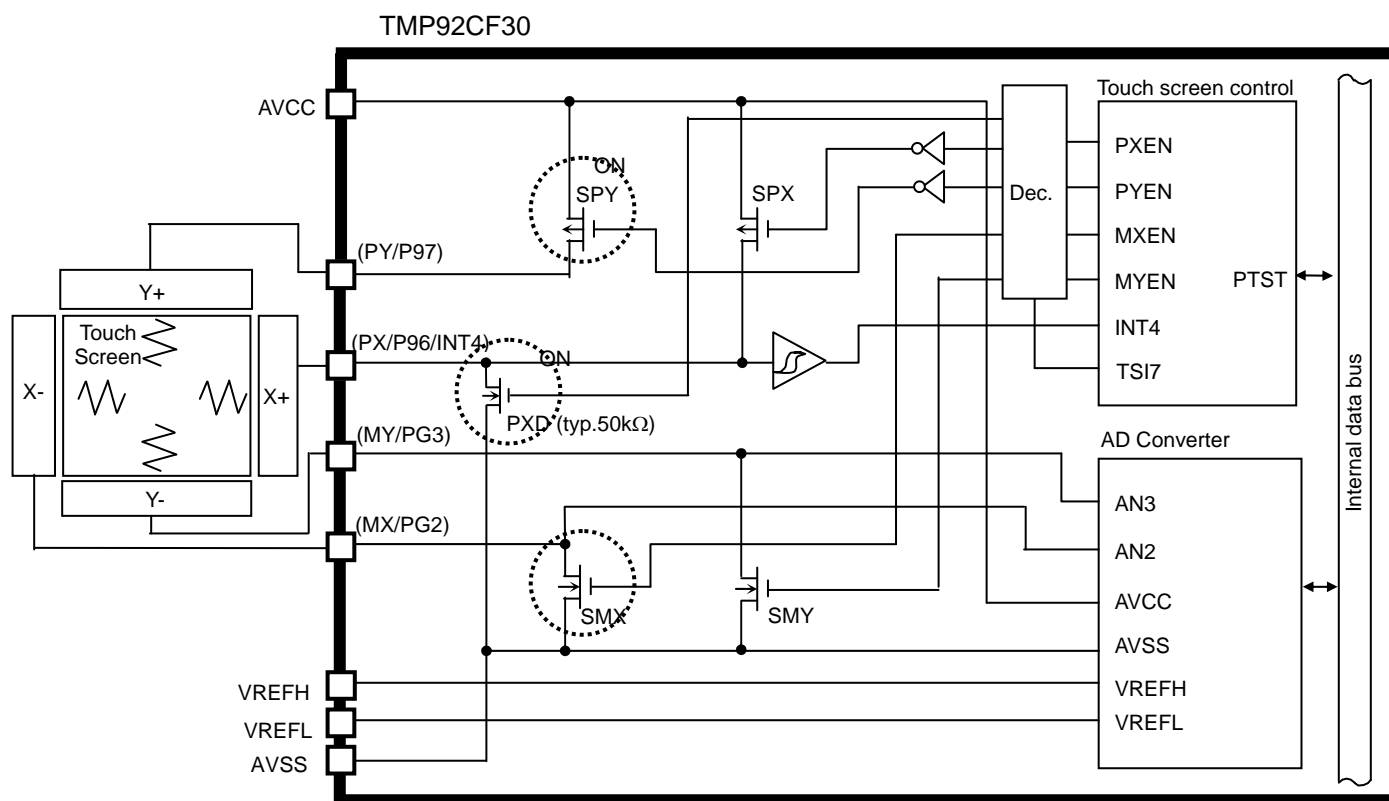 TMP92CF30
AVCC
Touch screen control
ON
SPY
SPX
Dec.
PXEN
PYEN
MXEN
MYEN
PTST
INT4
TSI7
(PY/P97)
Y+
Touch
Screen
X-
X+
Y-
(PX/P96/INT4)
ON
PXD (typ.50kΩ)
(MY/PG3)
(MX/PG2)
SMX
SMY
AD Converter
AN3
AN2
AVCC
AVSS
VREFH
VREFL
Internal data bus
VREFH
VREFL
AVSS